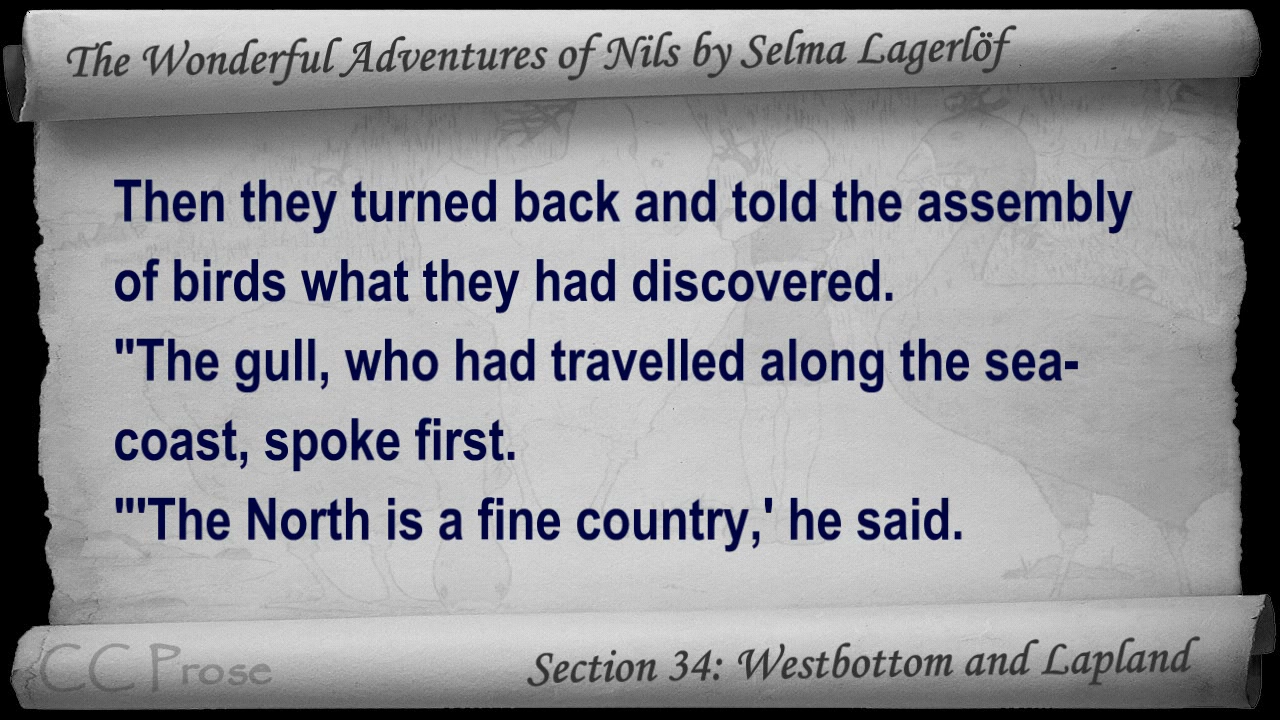 The Wonderful Adventures of Nils by Selma Lagerlöf
Then they turned back and told the assembly
of birds what they had discovered.
"The gull, who had travelled along the sea-
coast, spoke first.
"'The North is a fine country,' he said.
CC Prose
Section 34: Westbottom and Lapland